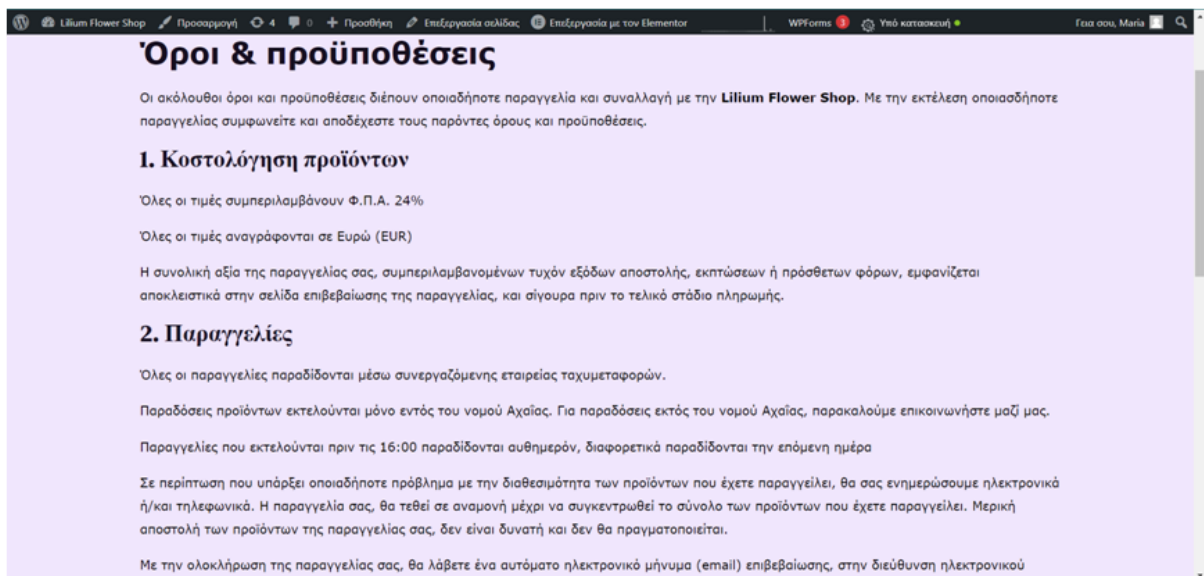 Lilium Flower Shop Προσαρμογή 4 0 + Προσθήκη Επεξεργασία σελίδας Επεξεργασία με τον Elementor WPForms 3 Υπό κατασκευή Γεια σου, Maria
Όροι & προϋποθέσεις
Οι ακόλουθοι όροι και προϋποθέσεις διέπουν οποιαδήποτε παραγγελία και συναλλαγή με την Lilium Flower Shop. Με την εκτέλεση οποιασδήποτε
παραγγελίας συμφωνείτε και αποδέχεστε τους παρόντες όρους και προϋποθέσεις.
1. Κοστολόγηση προϊόντων
Όλες οι τιμές συμπεριλαμβάνουν Φ.Π.Α. 24%
Όλες οι τιμές αναγράφονται σε Ευρώ (EUR)
Η συνολική αξία της παραγγελίας σας, συμπεριλαμβανομένων τυχόν εξόδων αποστολής, εκπτώσεων ή πρόσθετων φόρων, εμφανίζεται
αποκλειστικά στην σελίδα επιβεβαίωσης της παραγγελίας, και σίγουρα πριν το τελικό στάδιο πληρωμής.
2. Παραγγελίες
Όλες οι παραγγελίες παραδίδονται μέσω συνεργαζόμενης εταιρείας ταχυμεταφορών.
Παραδόσεις προϊόντων εκτελούνται μόνο εντός του νομού Αχαΐας. Για παραδόσεις εκτός του νομού Αχαΐας, παρακαλούμε επικοινωνήστε μαζί μας.
Παραγγελίες που εκτελούνται πριν τις 16:00 παραδίδονται αυθημερόν, διαφορετικά παραδίδονται την επόμενη ημέρα
Σε περίπτωση που υπάρξει οποιαδήποτε πρόβλημα με την διαθεσιμότητα των προϊόντων που έχετε παραγγείλει, θα σας ενημερώσουμε ηλεκτρονικά
ή/και τηλεφωνικά. Η παραγγελία σας, θα τεθεί σε αναμονή μέχρι να συγκεντρωθεί το σύνολο των προϊόντων που έχετε παραγγείλει. Μερική
αποστολή των προϊόντων της παραγγελίας σας, δεν είναι δυνατή και δεν θα πραγματοποιείται.
Με την ολοκλήρωση της παραγγελίας σας, θα λάβετε ένα αυτόματο ηλεκτρονικό μήνυμα (email) επιβεβαίωσης, στην διεύθυνση ηλεκτρονικού